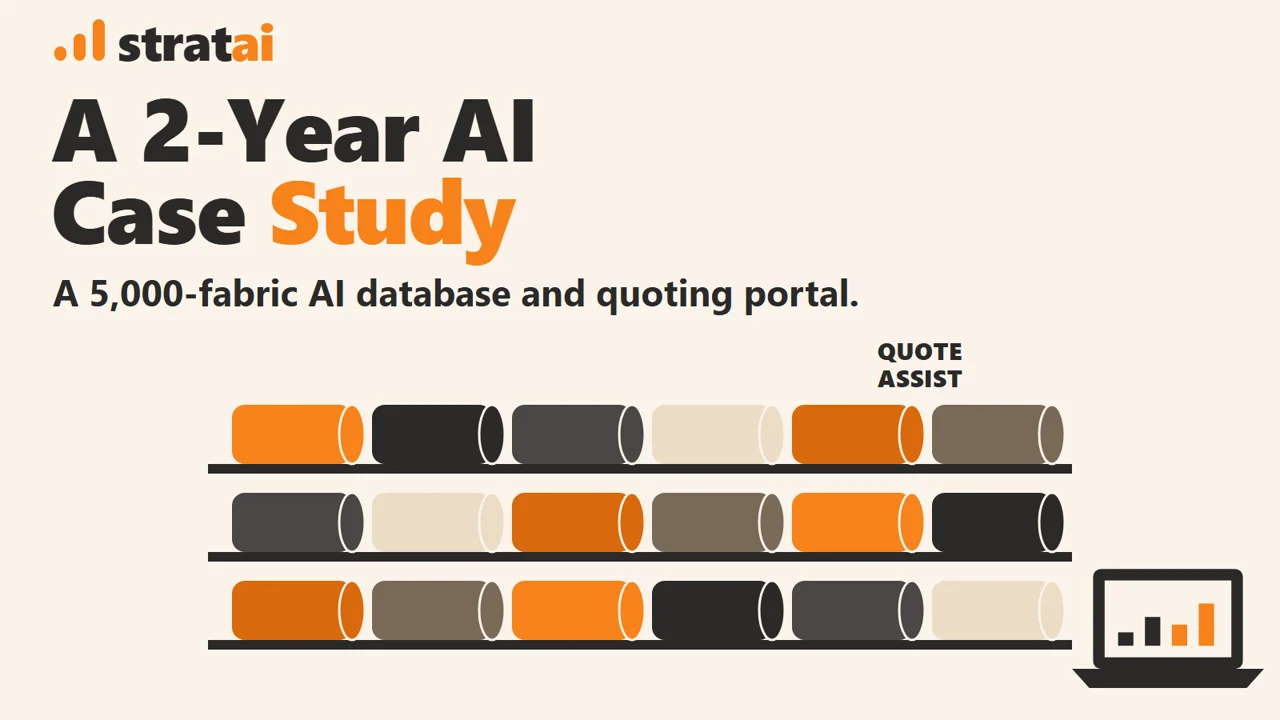 stratai
A 2-Year AI
Case Study
A 5,000-fabric AI database and quoting portal.
QUOTE
ASSIST